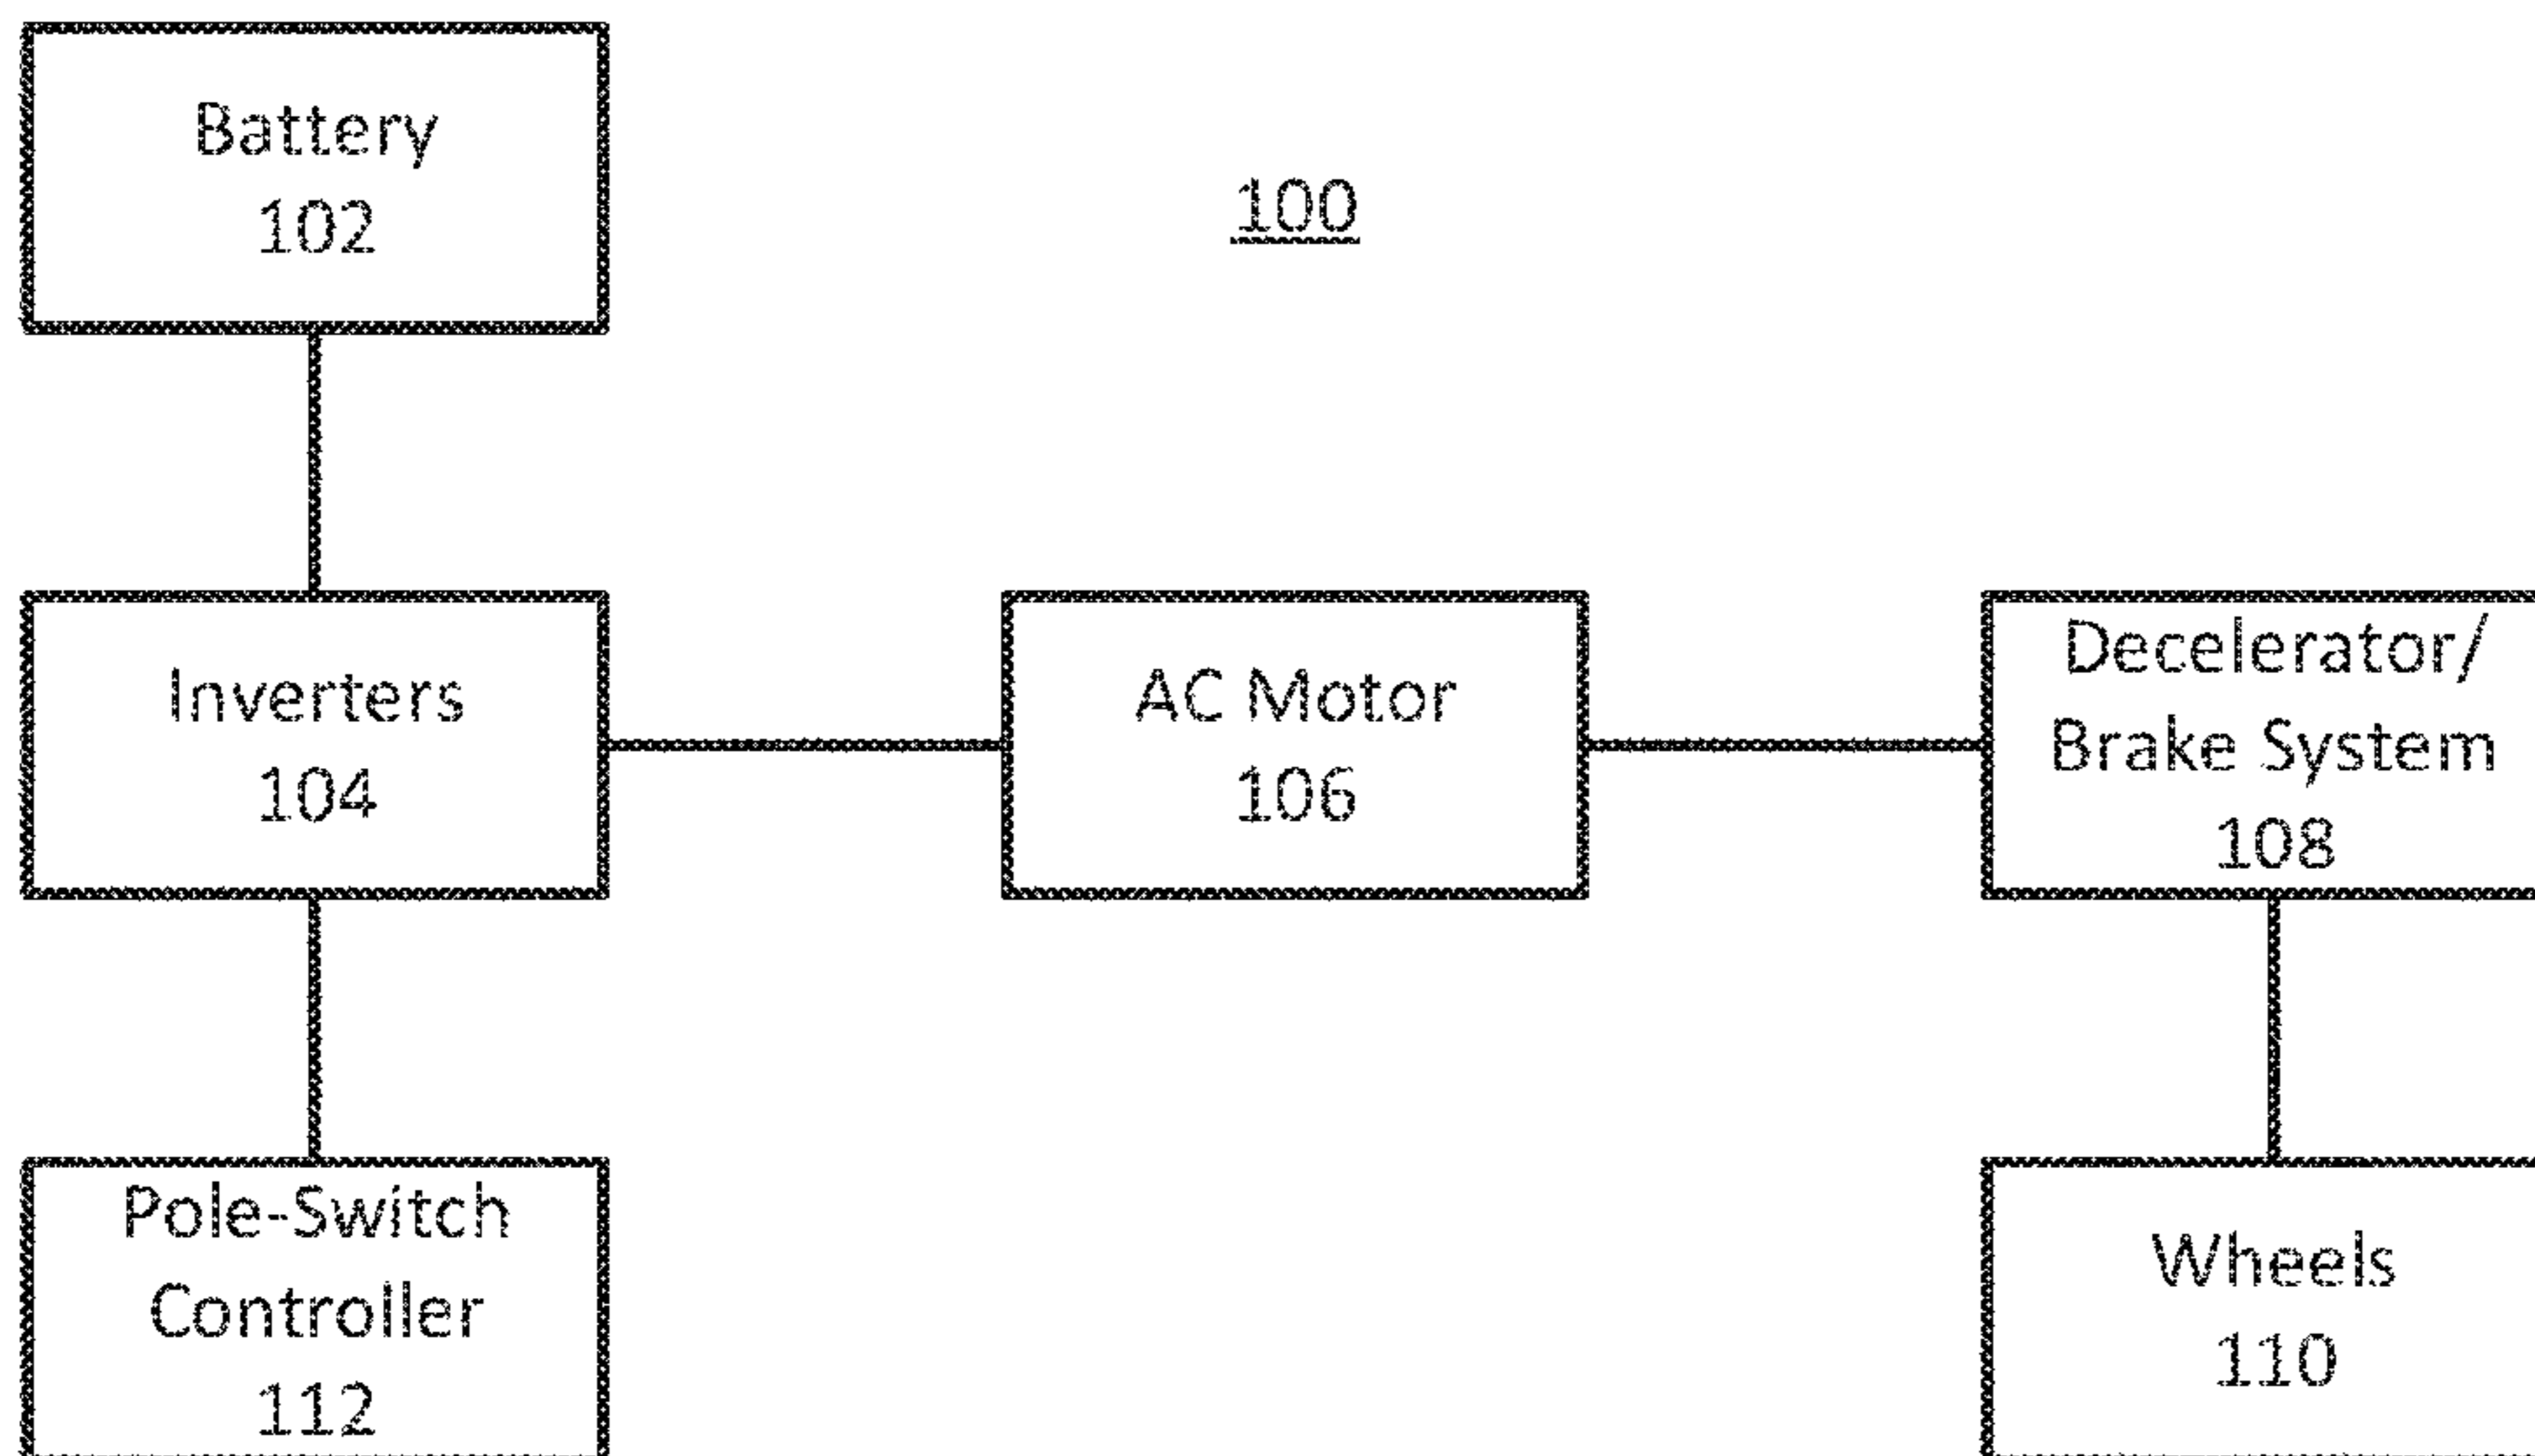 Battery
102
100
Inverters
104
AC Motor
106
Decelerator/
Brake System
108
Pole-Switch
Controller
112
Wheels
110